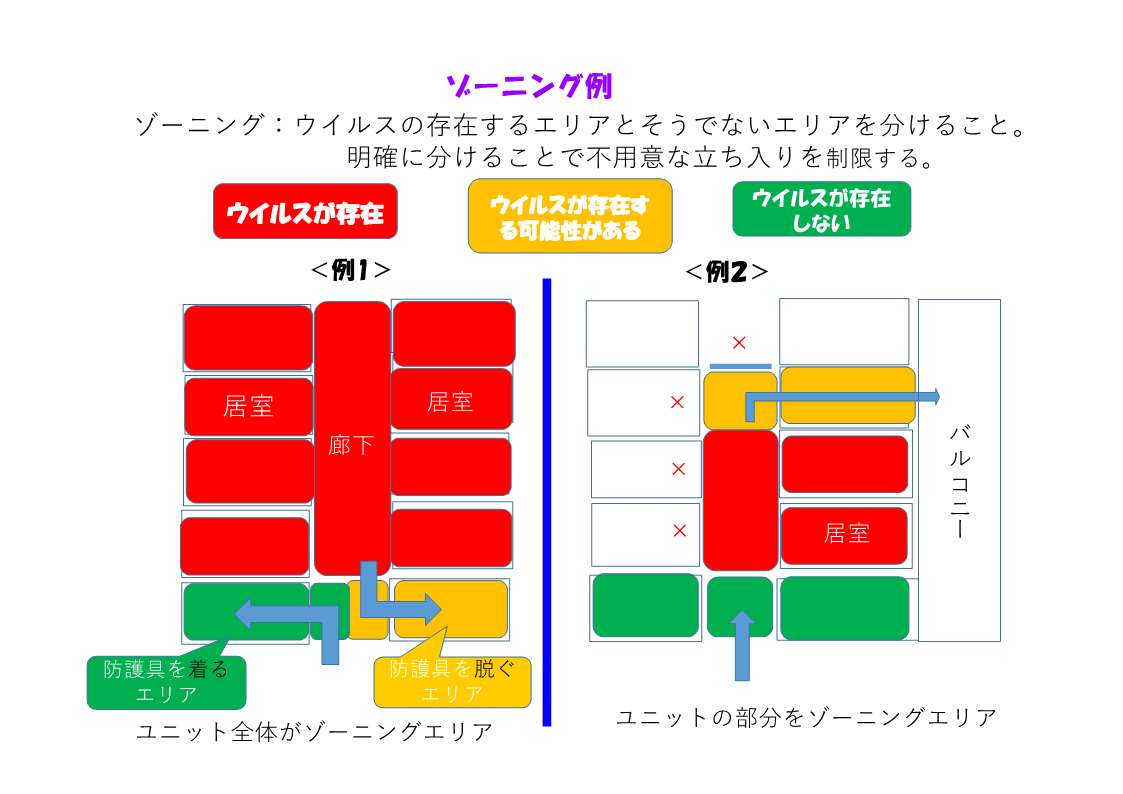 ゾーニング例
ゾーニング：ウイルスの存在するエリアとそうでないエリアを分けること。
明確に分けることで不用意な立ち入りを制限する。
ウイルスが存在
ウイルスが存在す
る可能性がある
ウイルスが存在
しない
＜例1＞
居室
居室
廊下
防護具を着る
エリア
防護具を脱ぐ
エリア
ユニット全体がゾーニングエリア
＜例2＞
×
×
×
×
居室
バルコニー
ユニットの部分をゾーニングエリア